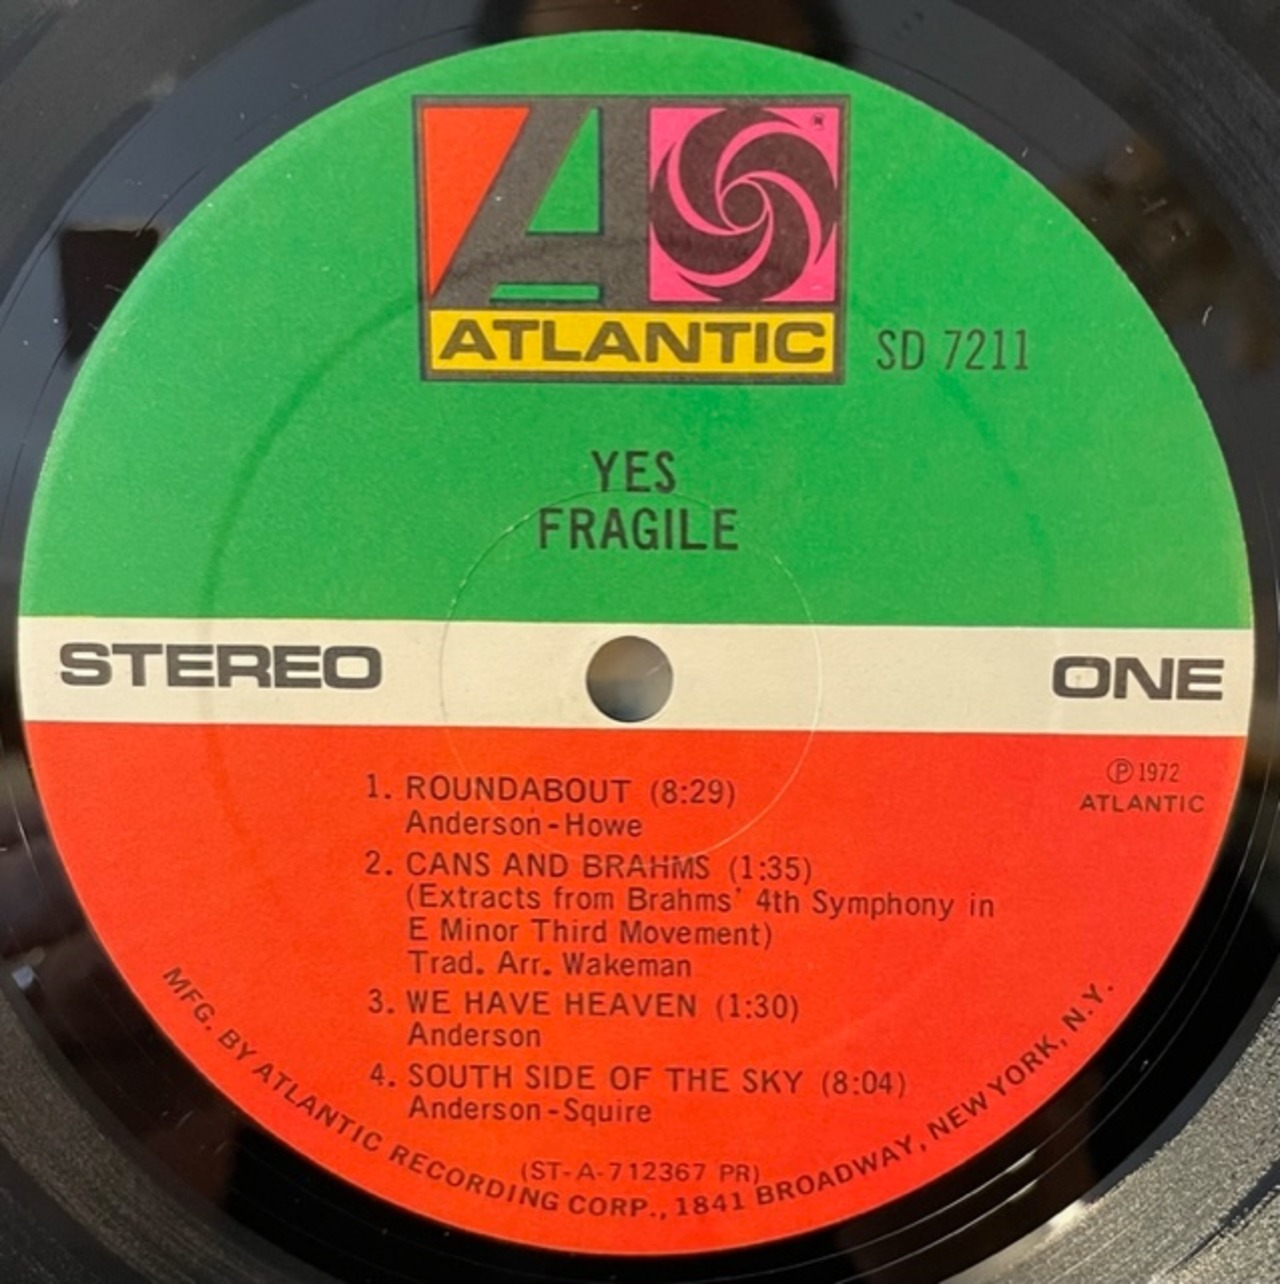 ATLANTIC
SD 7211
YES
FRAGILE
STEREO
ONE
℗ 1972
ATLANTIC
1. ROUNDABOUT (8:29)
Anderson-Howe
2. CANS AND BRAHMS (1:35)
(Extracts from Brahms' 4th Symphony in
E Minor Third Movement)
Trad. Arr. Wakeman
3. WE HAVE HEAVEN (1:30)
Anderson
4. SOUTH SIDE OF THE SKY (8:04)
Anderson-Squire
(ST-A-712367 PR)
MFG. BY ATLANTIC RECORDING CORP., 1841 BROADWAY, NEW YORK, N.Y.